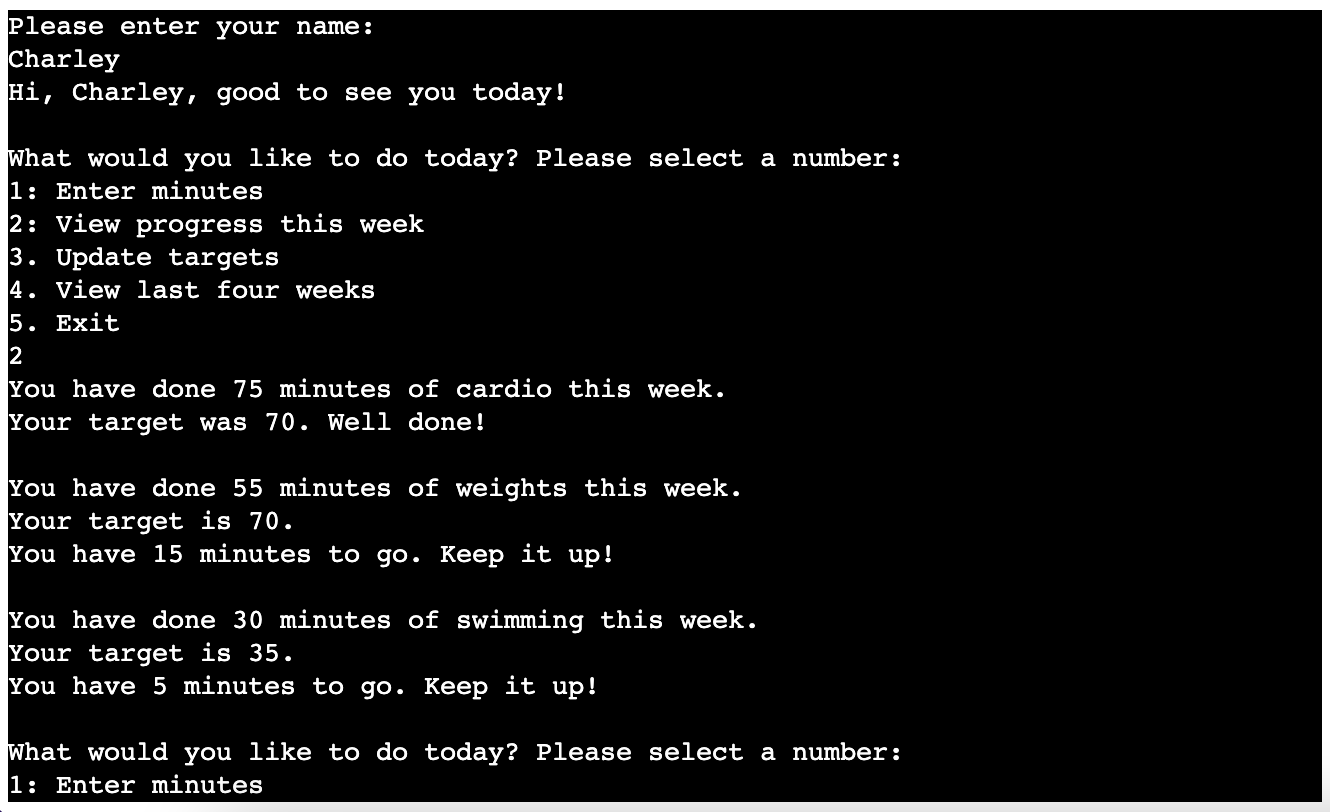 Please enter your name:
Charley
Hi, Charley, good to see you today!
What would you like to do today? Please select a number:
1: Enter minutes
2: View progress this week
3. Update targets
4. View last four weeks
5. Exit
2
You have done 75 minutes of cardio this week.
Your target was 70. Well done!
You have done 55 minutes of weights this week.
Your target is 70.
You have 15 minutes to go. Keep it up!
You have done 30 minutes of swimming this week.
Your target is 35.
You have 5 minutes to go. Keep it up!
What would you like to do today? Please select a number:
1: Enter minutes